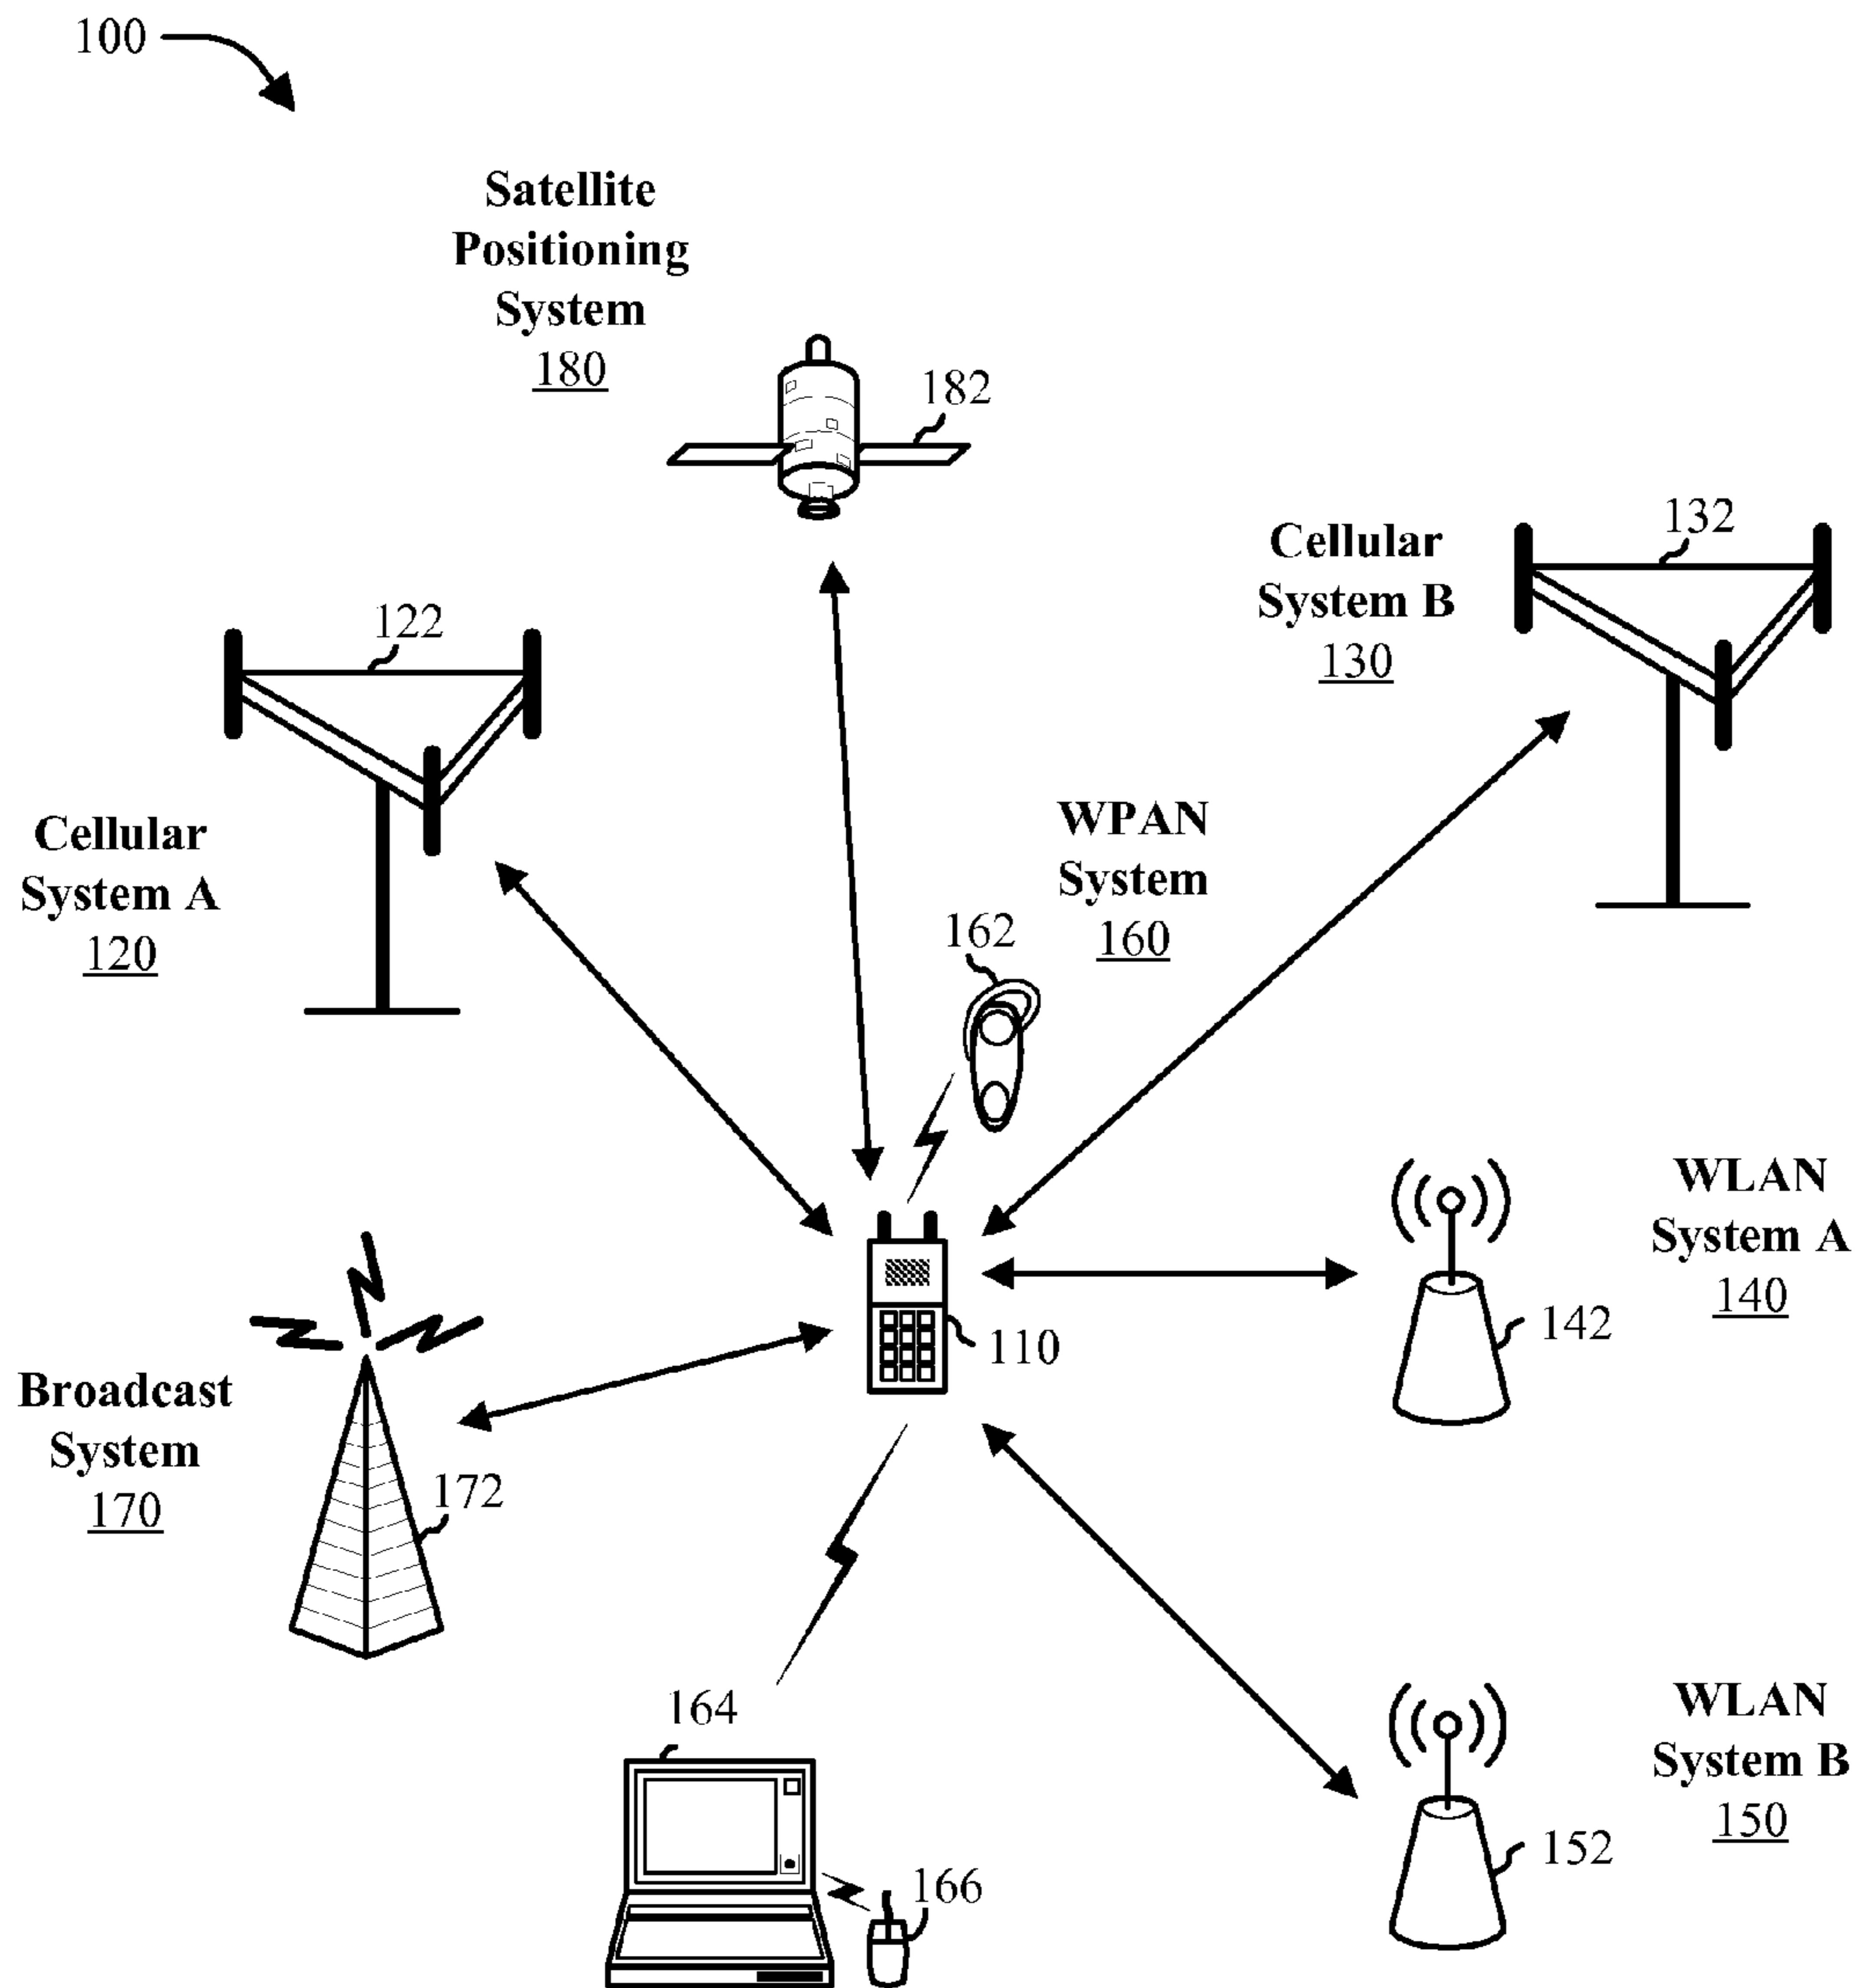 100
Satellite
Positioning
System
180
182
132
Cellular
System B
130
122
Cellular
System A
120
WPAN
System
160
162
WLAN
System A
140
142
110
Broadcast
System
170
172
164
166
WLAN
System B
150
152